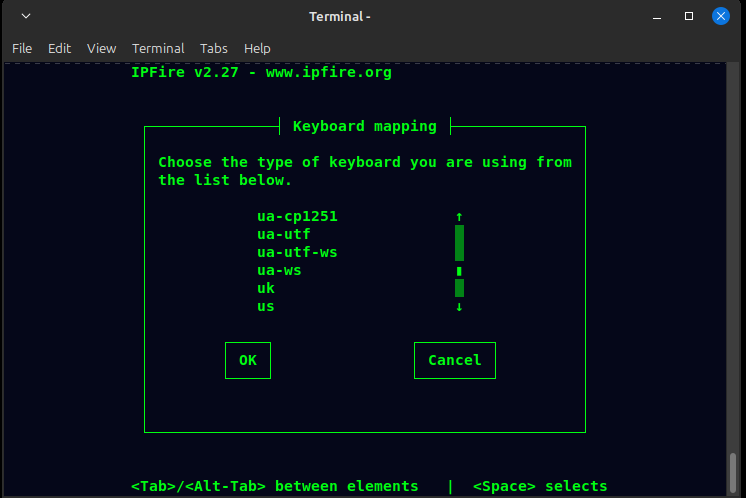 Terminal -
File Edit View Terminal Tabs Help
IPFire v2.27 - www.ipfire.org
Keyboard mapping
Choose the type of keyboard you are using from
the list below.
ua-cp1251
ua-utf
ua-utf-ws
ua-ws
uk
us
OK Cancel
<Tab>/<Alt-Tab> between elements | <Space> selects